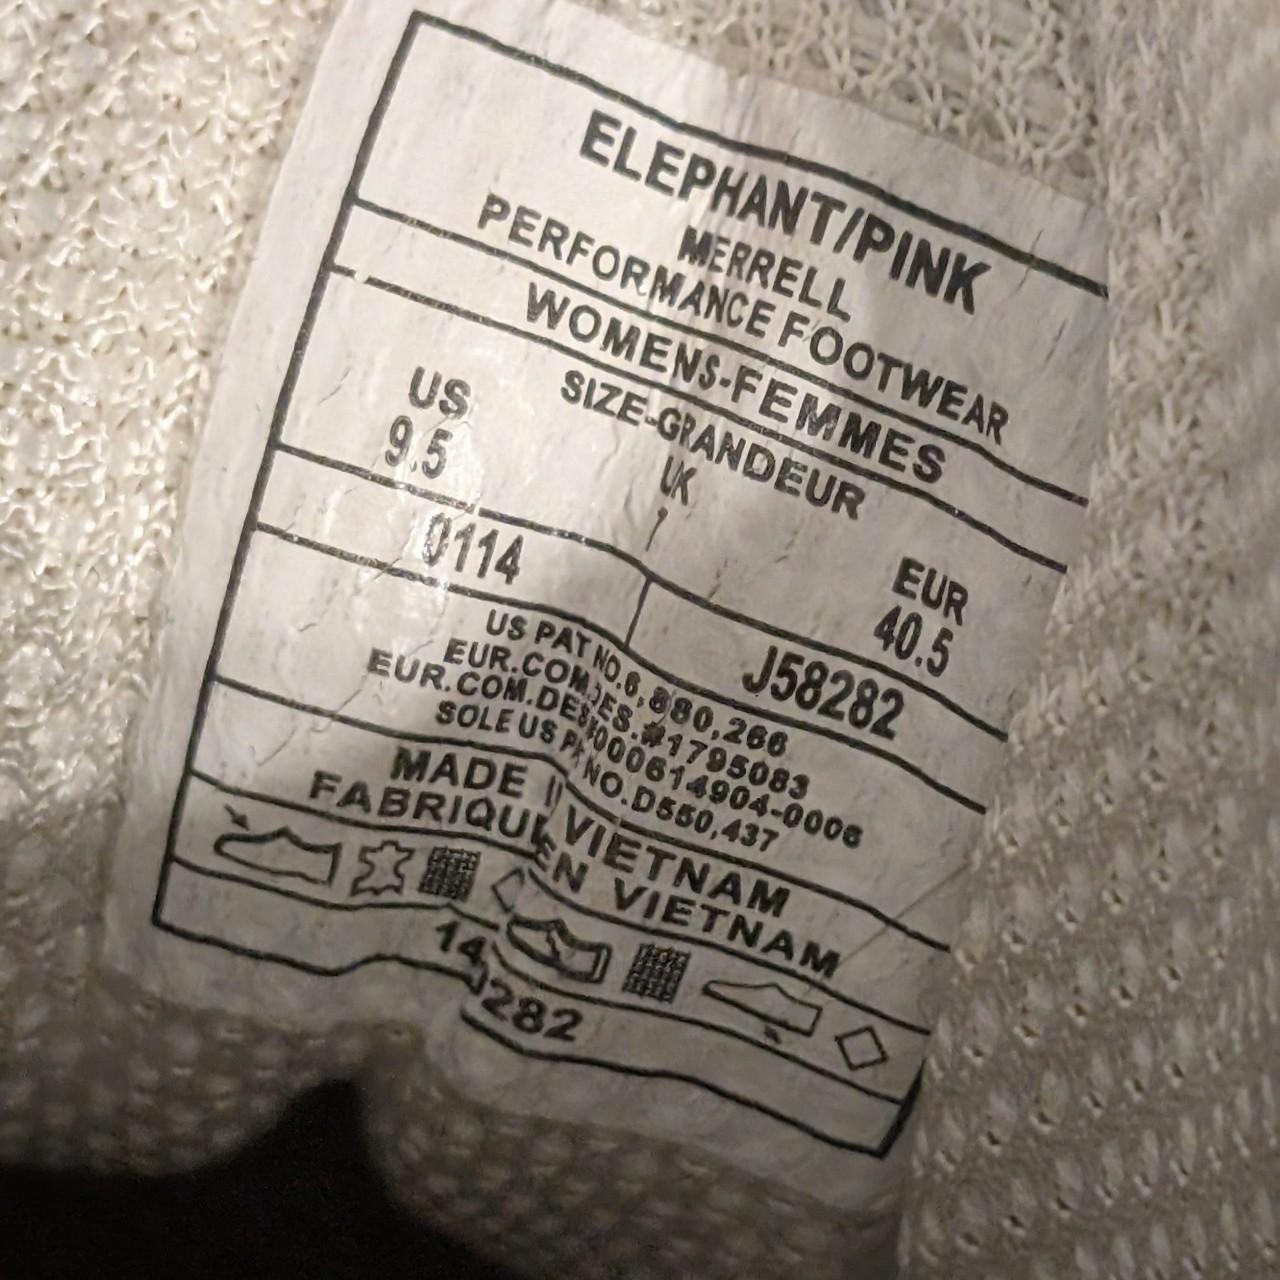 ELEPHANT/PINK
MERRELL
PERFORMANCE FOOTWEAR
WOMENS-FEMMES
SIZE-GRANDEUR
US UK EUR
9.5 7 40.5
0114 J58282
US PAT NO.6,880,266
EUR.COM.DES.#1795083
EUR.COM.DES#000614904-0006
SOLE US PAT NO.D550,437
MADE IN VIETNAM
FABRIQUE EN VIETNAM